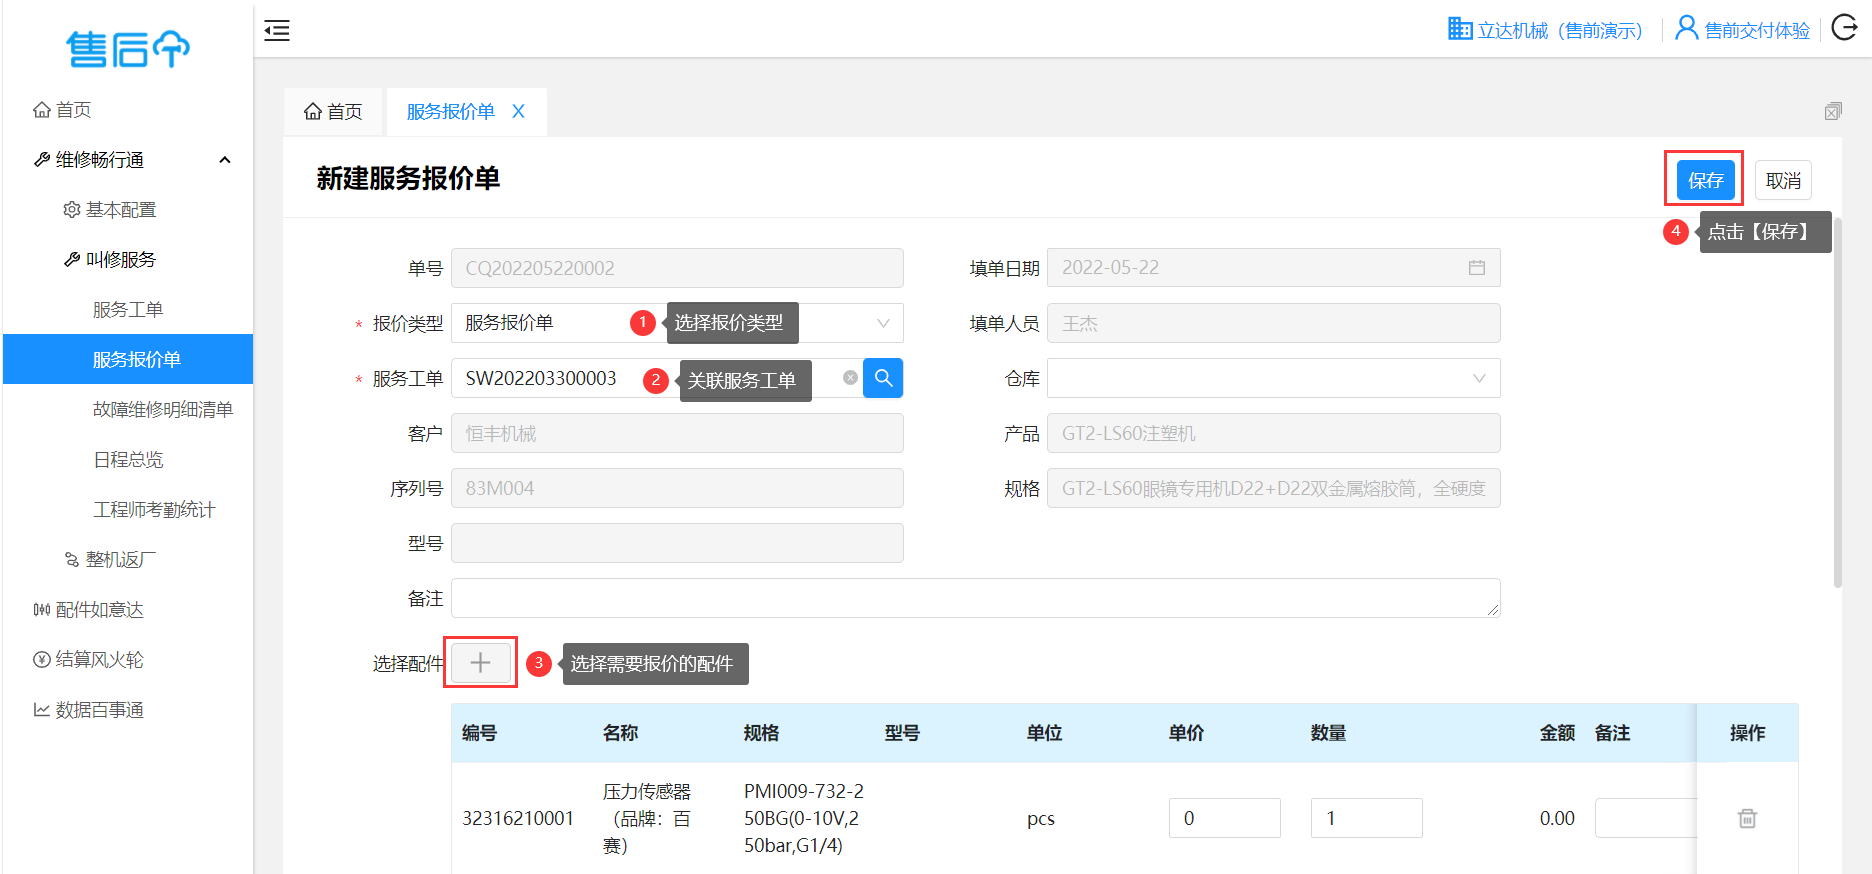 售后个
立达机械（售前演示）
售前交付体验
首页
维修畅行通
基本配置
叫修服务
服务工单
服务报价单
故障维修明细清单
日程总览
工程师考勤统计
整机返厂
配件如意达
结算风火轮
数据百事通
首页
服务报价单 X
新建服务报价单
保存
取消
4 点击【保存】
单号 CQ202205220002
填单日期 2022-05-22
* 报价类型 服务报价单
1 选择报价类型
填单人员 王杰
* 服务工单 SW202203300003
2 关联服务工单
仓库
客户 恒丰机械
产品 GT2-LS60注塑机
序列号 83M004
规格 GT2-LS60眼镜专用机D22+D22双金属熔胶筒，全硬度
型号
备注
选择配件
3 选择需要报价的配件
编号 名称 规格 型号 单位 单价 数量 金额 备注 操作
32316210001
压力传感器
（品牌：百
赛）
PMI009-732-2
50BG(0-10V,2
50bar,G1/4)
pcs
0
1
0.00